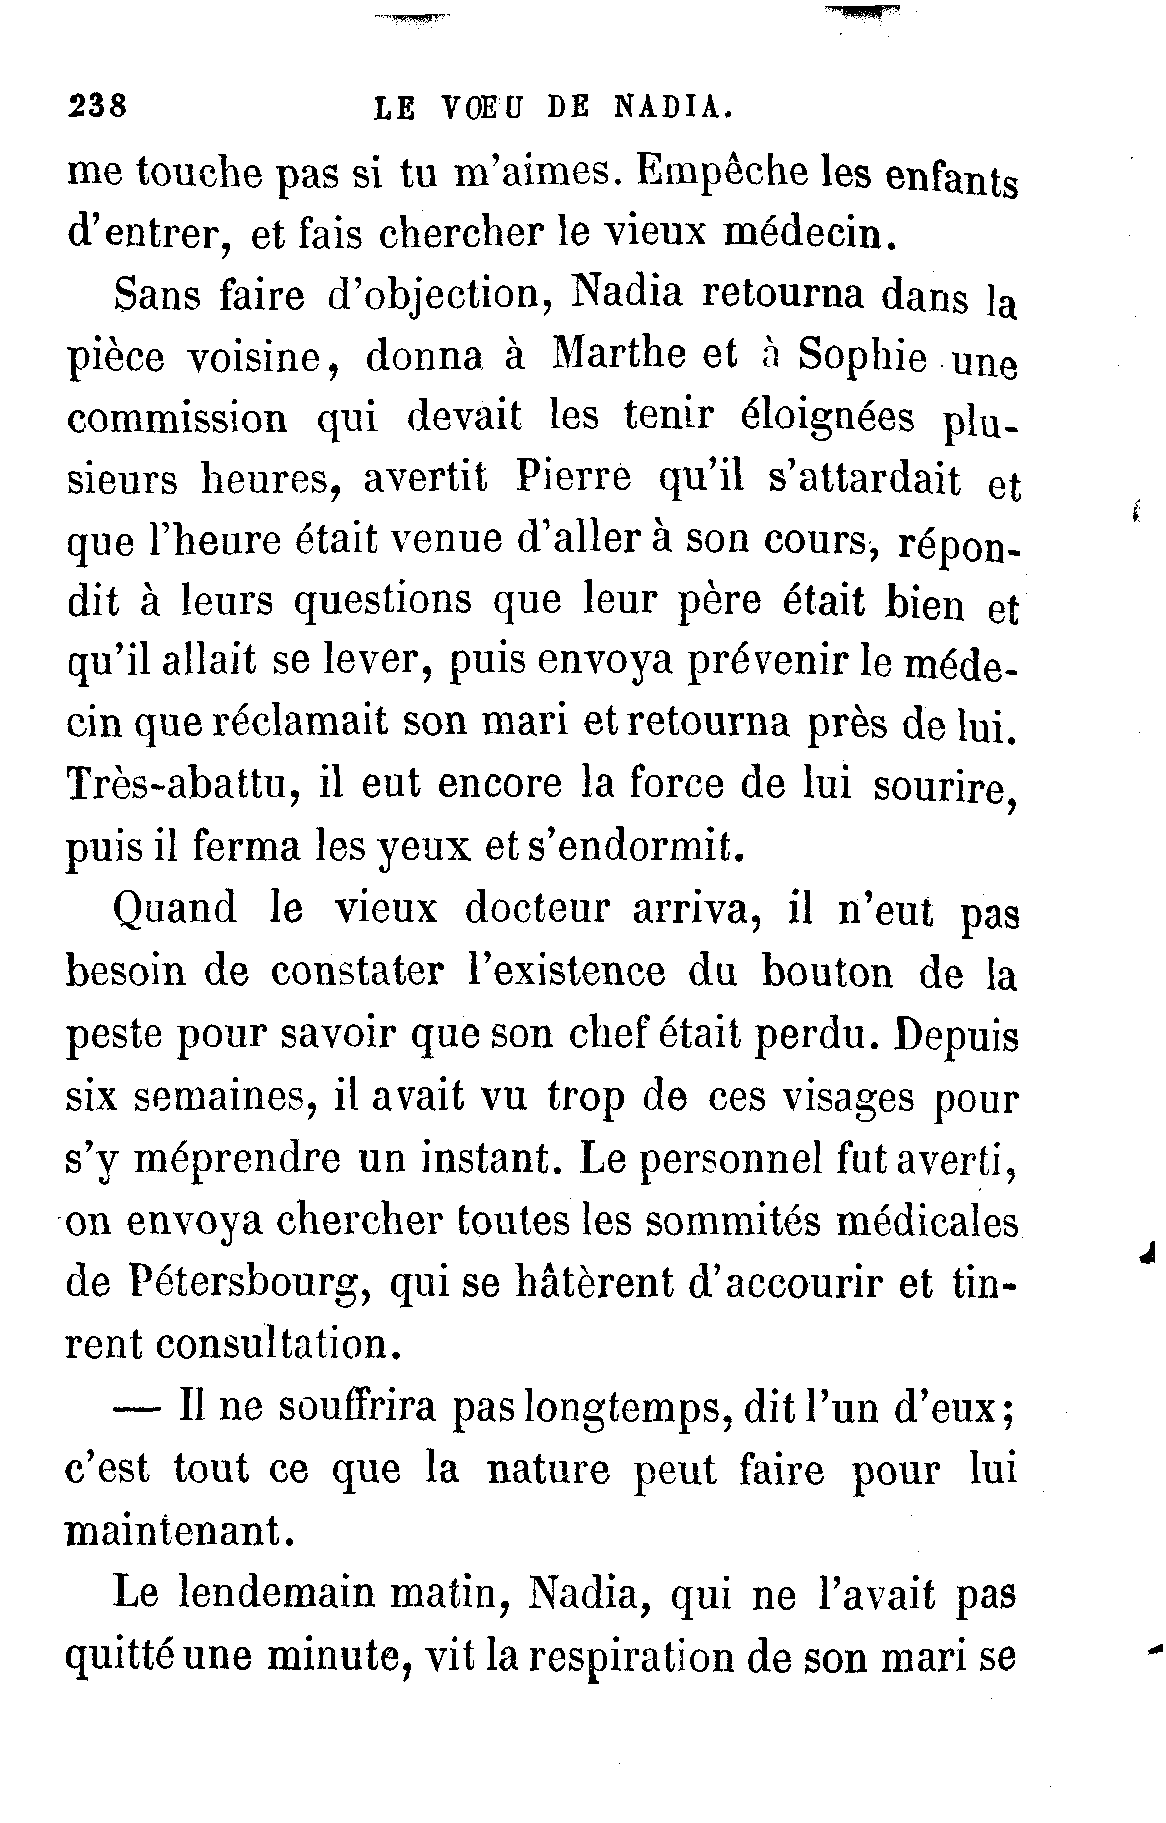 238 LE VŒU DE NADIA.
me touche pas si tu m'aimes. Empêche les enfants
d'entrer, et fais chercher le vieux médecin.
Sans faire d'objection, Nadia retourna dans la
pièce voisine, donna à Marthe et à Sophie une
commission qui devait les tenir éloignées plu-
sieurs heures, avertit Pierre qu'il s'attardait et
que l'heure était venue d'aller à son cours, répon-
dit à leurs questions que leur père était bien et
qu'il allait se lever, puis envoya prévenir le méde-
cin que réclamait son mari et retourna près de lui.
Très-abattu, il eut encore la force de lui sourire,
puis il ferma les yeux et s'endormit.
Quand le vieux docteur arriva, il n'eut pas
besoin de constater l'existence du bouton de la
peste pour savoir que son chef était perdu. Depuis
six semaines, il avait vu trop de ces visages pour
s'y méprendre un instant. Le personnel fut averti,
on envoya chercher toutes les sommités médicales
de Pétersbourg, qui se hâtèrent d'accourir et tin-
rent consultation.
— Il ne souffrira pas longtemps, dit l'un d'eux;
c'est tout ce que la nature peut faire pour lui
maintenant.
Le lendemain matin, Nadia, qui ne l'avait pas
quitté une minute, vit la respiration de son mari se